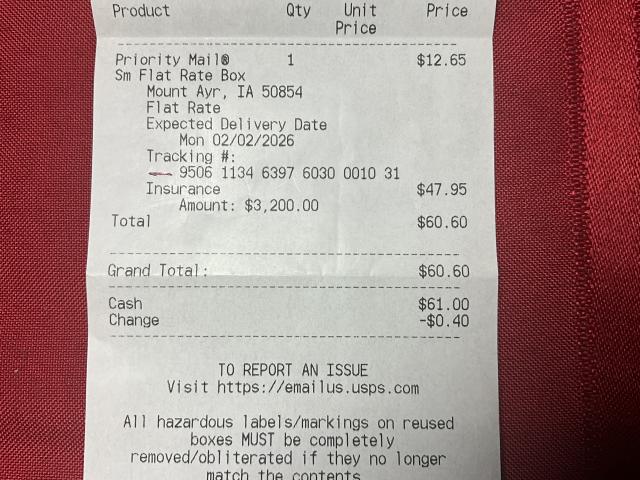 Product Qty Unit Price
Price
Priority Mail® 1 $12.65
Sm Flat Rate Box
Mount Ayr, IA 50854
Flat Rate
Expected Delivery Date
Mon 02/02/2026
Tracking #:
9506 1134 6397 6030 0010 31
Insurance $47.95
Amount: $3,200.00
Total $60.60
Grand Total: $60.60
Cash $61.00
Change -$0.40
TO REPORT AN ISSUE
Visit https://emailus.usps.com
All hazardous labels/markings on reused
boxes MUST be completely
removed/obliterated if they no longer
match the contents